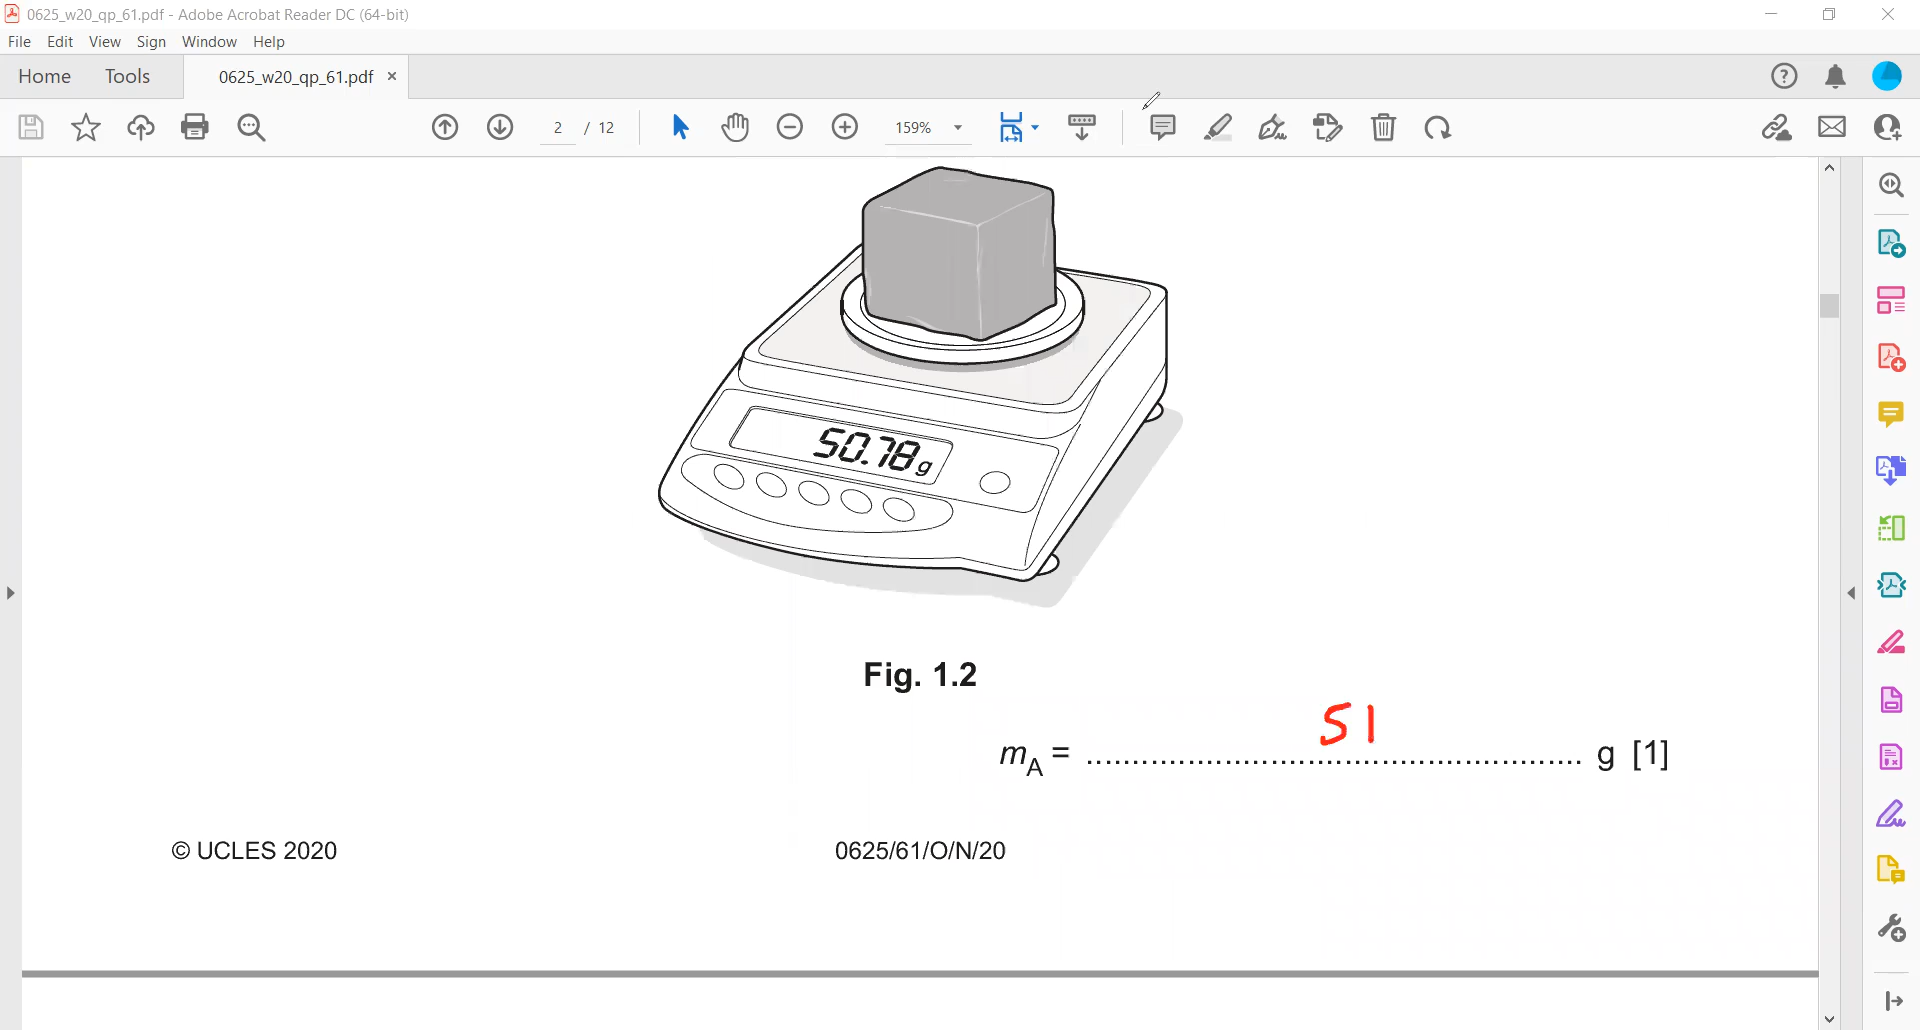 0625_w20_qp_61.pdf - Adobe Acrobat Reader DC (64-bit)
File Edit View Sign Window Help
Home Tools 0625_w20_qp_61.pdf ×
2 / 12 159%
50.78 g
Fig. 1.2
51
mA = .......................................................... g [1]
© UCLES 2020 0625/61/O/N/20